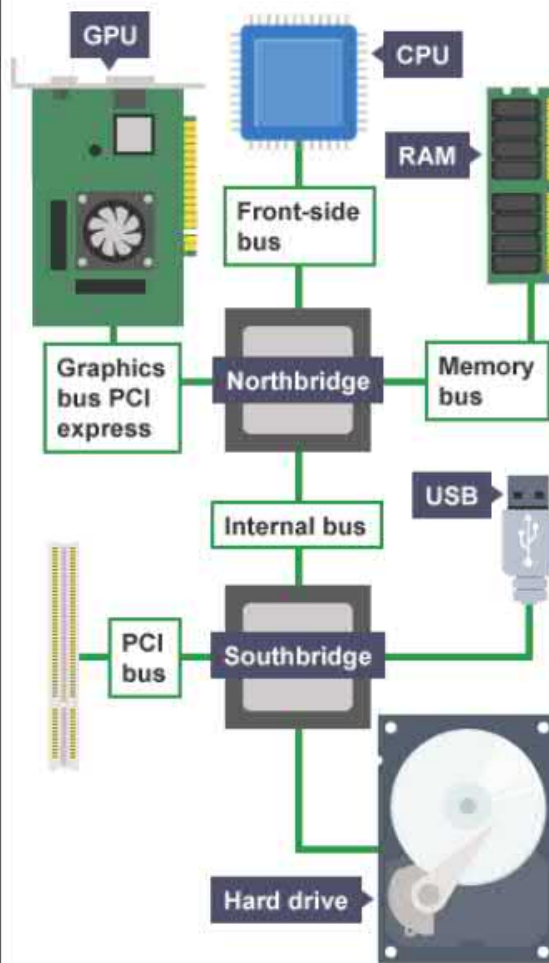 GPU
CPU
RAM
Front-side
bus
Graphics
bus PCI
express
Northbridge
Memory
bus
USB
Internal bus
PCI
bus
Southbridge
Hard drive